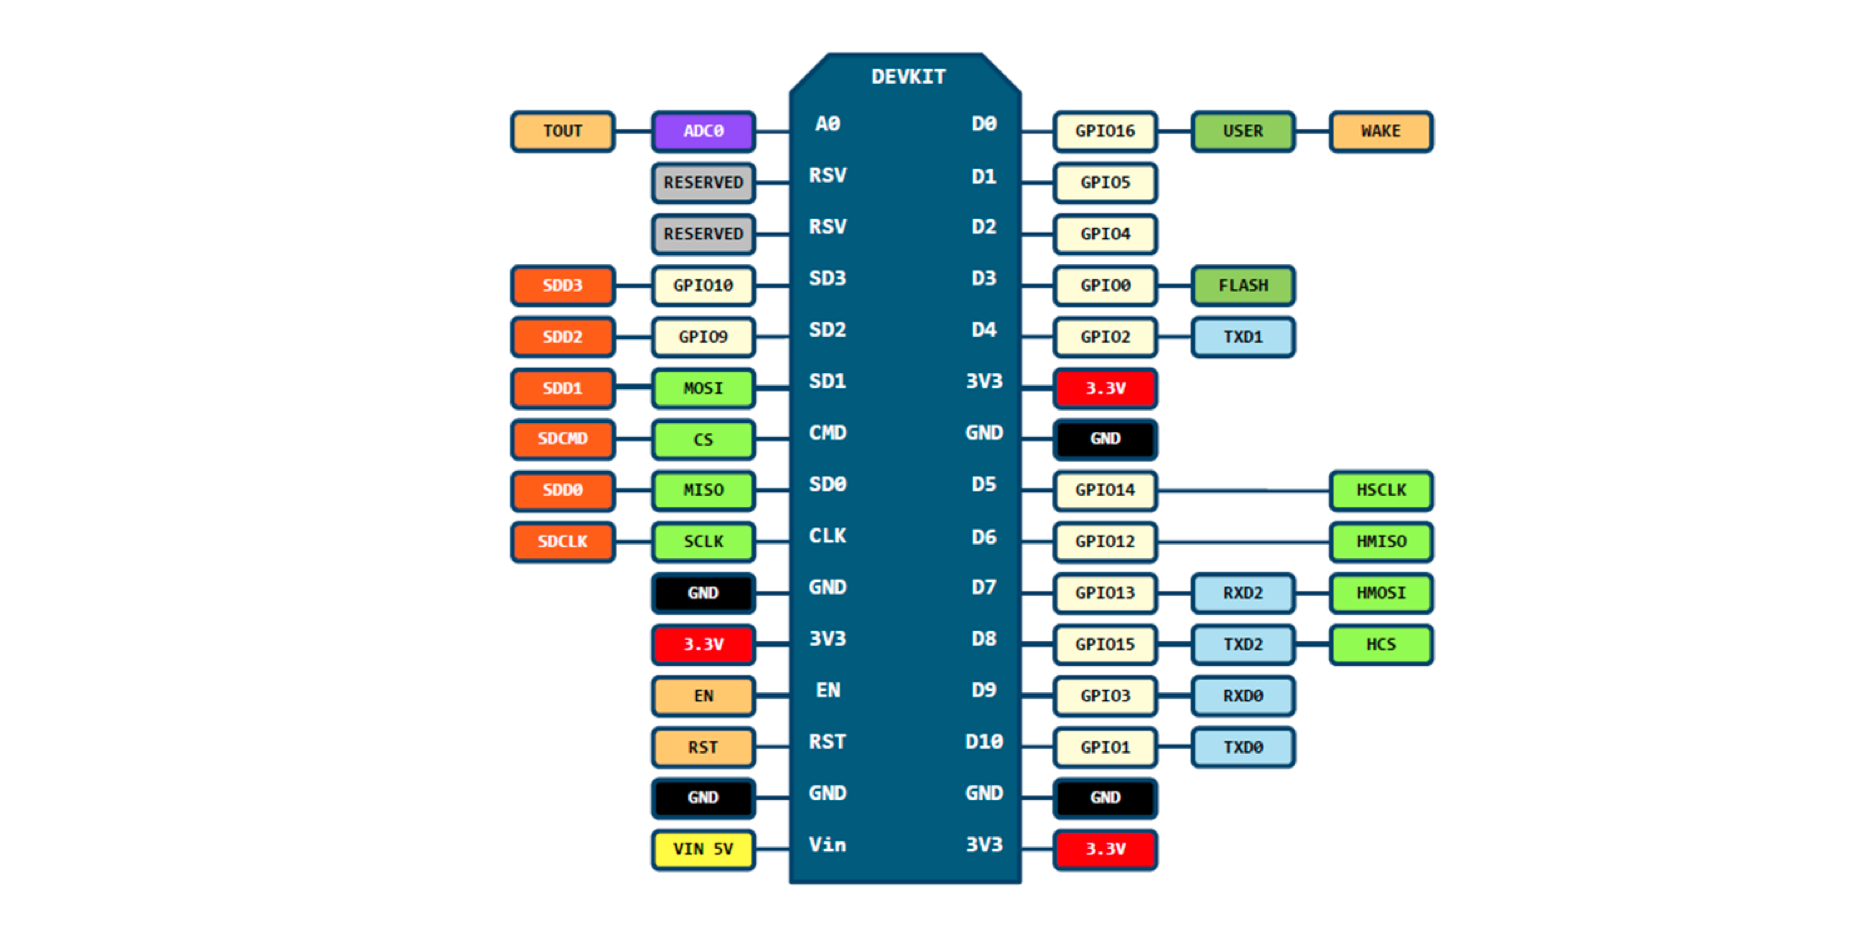 DEVKIT
TOUT ADC0 A0 D0 GPIO16 USER WAKE
RESERVED RSV D1 GPIO5
RESERVED RSV D2 GPIO4
SDD3 GPIO10 SD3 D3 GPIO0 FLASH
SDD2 GPIO9 SD2 D4 GPIO2 TXD1
SDD1 MOSI SD1 3V3 3.3V
SDCMD CS CMD GND GND
SDD0 MISO SD0 D5 GPIO14 HSCLK
SDCLK SCLK CLK D6 GPIO12 HMISO
GND GND D7 GPIO13 RXD2 HMOSI
3.3V 3V3 D8 GPIO15 TXD2 HCS
EN EN D9 GPIO3 RXD0
RST RST D10 GPIO1 TXD0
GND GND GND GND
VIN 5V Vin 3V3 3.3V